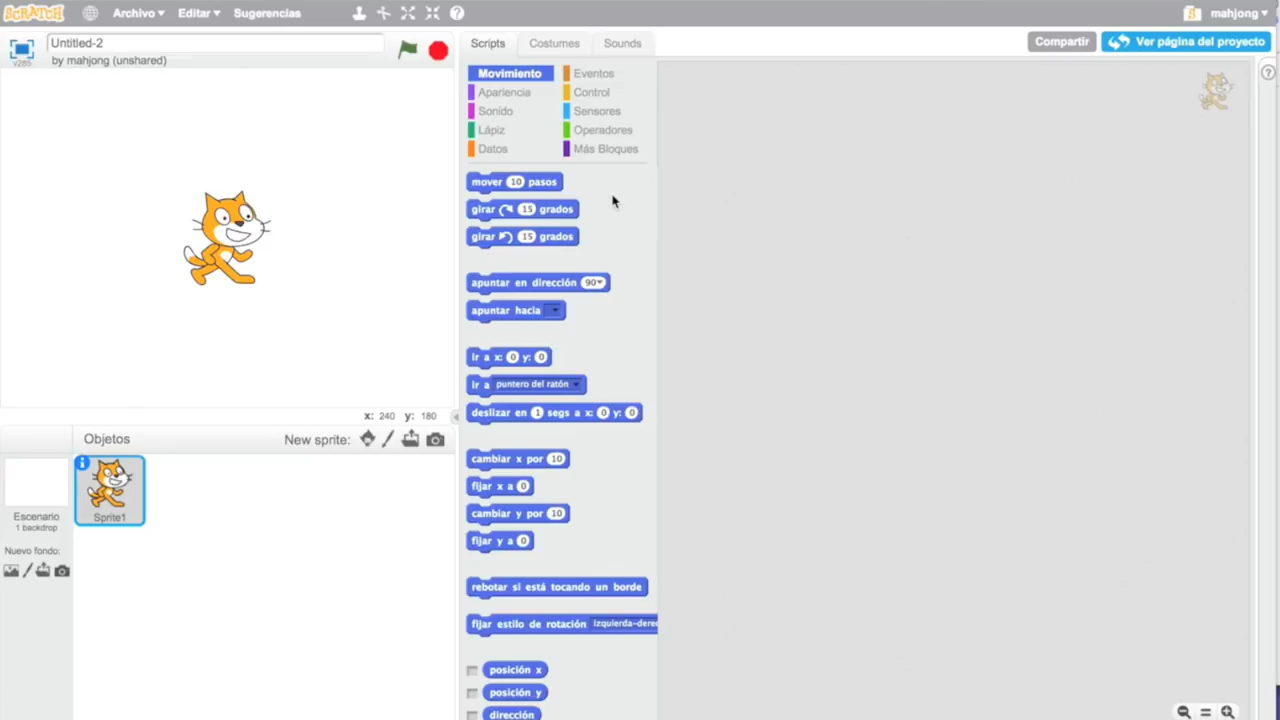 SCRATCH Archivo Editar Sugerencias mahjong
v285 Untitled-2
by mahjong (unshared)
Scripts Costumes Sounds
Compartir Ver página del proyecto
Movimiento Eventos
Apariencia Control
Sonido Sensores
Lápiz Operadores
Datos Más Bloques
mover 10 pasos
girar 15 grados
girar 15 grados
apuntar en dirección 90
apuntar hacia
ir a x: 0 y: 0
ir a puntero del ratón
deslizar en 1 segs a x: 0 y: 0
cambiar x por 10
fijar x a 0
cambiar y por 10
fijar y a 0
rebotar si está tocando un borde
fijar estilo de rotación izquierda-derec
posición x
posición y
dirección
x: 240 y: 180
Objetos New sprite:
Sprite1
Escenario
1 backdrop
Nuevo fondo: